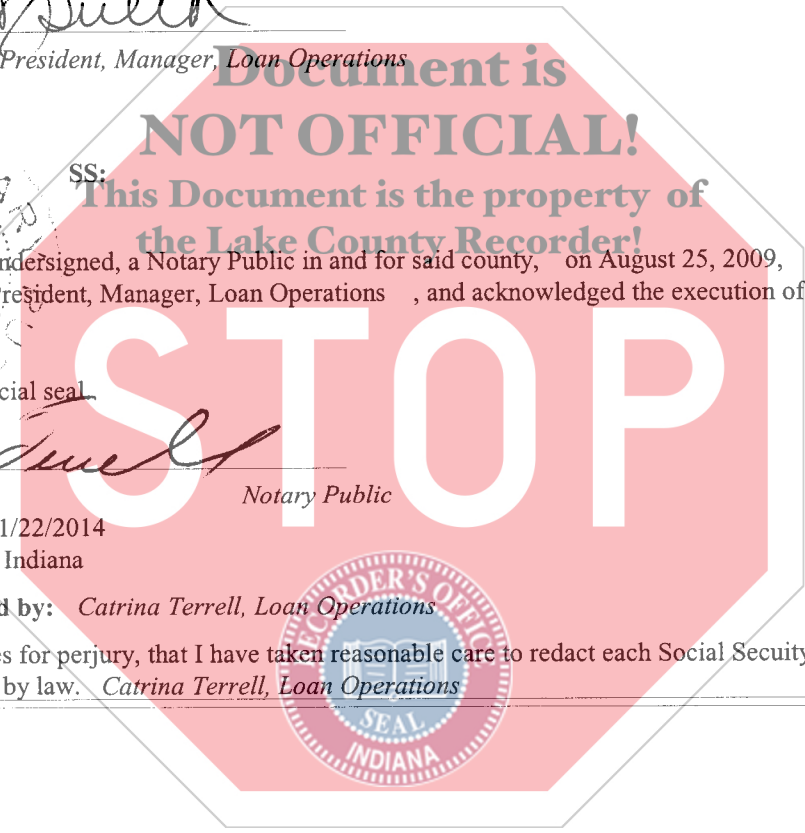 President, Manager, Loan Operations
Document is
NOT OFFICIAL!
SS:
This Document is the property of
the Lake County Recorder!
ndersigned, a Notary Public in and for said county, on August 25, 2009,
resident, Manager, Loan Operations , and acknowledged the execution of
STOP
cial seal.
Notary Public
1/22/2014
Indiana
d by: Catrina Terrell, Loan Operations
RECORDER'S OFFICE
es for perjury, that I have taken reasonable care to redact each Social Secuity
by law. Catrina Terrell, Loan Operations
SEAL
INDIANA